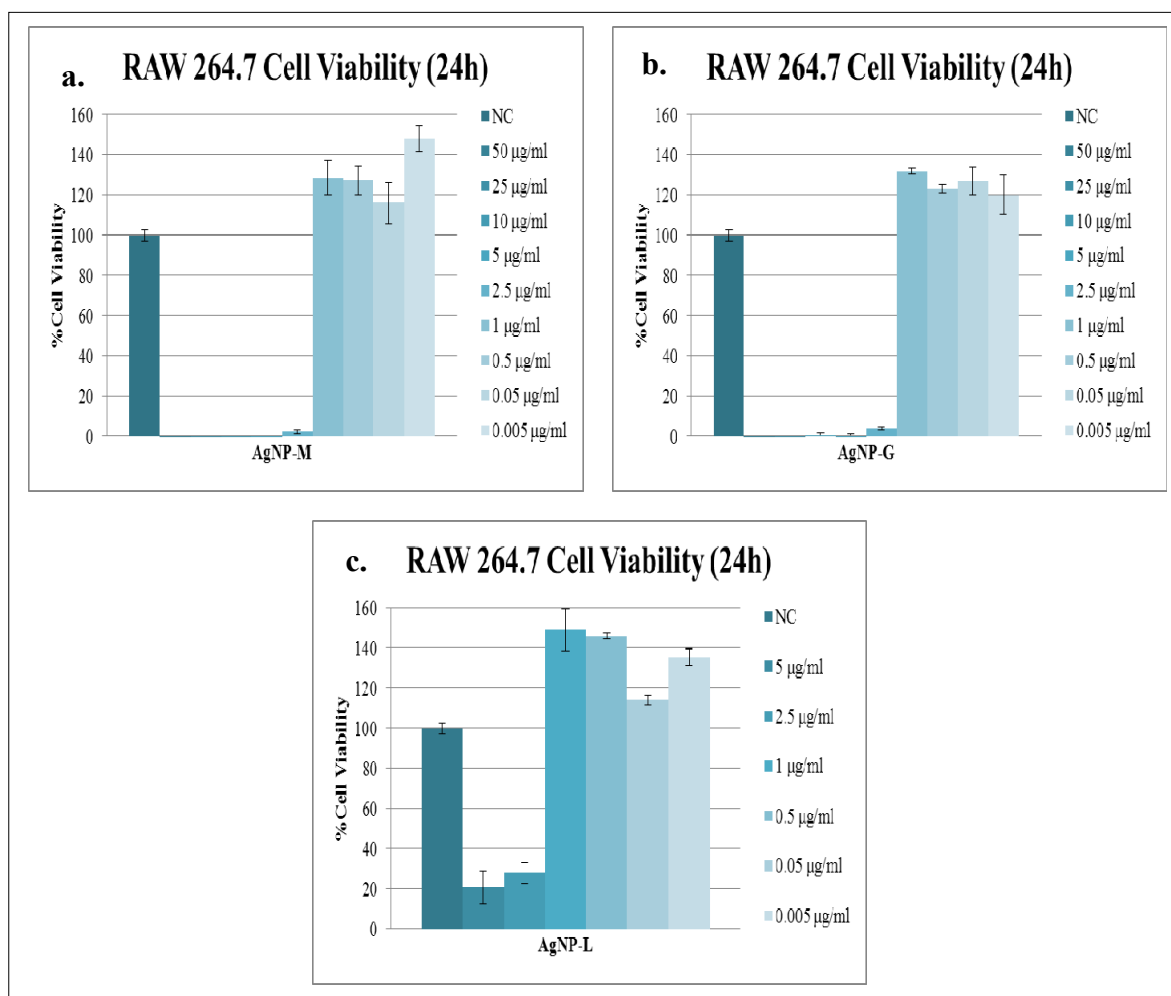 a.
RAW 264.7 Cell Viability (24h)
%Cell Viability
160
140
120
100
80
60
40
20
0
AgNP-M
NC
50 μg/ml
25 μg/ml
10 μg/ml
5 μg/ml
2.5 μg/ml
1 μg/ml
0.5 μg/ml
0.05 μg/ml
0.005 μg/ml
b.
RAW 264.7 Cell Viability (24h)
%Cell Viability
160
140
120
100
80
60
40
20
0
AgNP-G
NC
50 μg/ml
25 μg/ml
10 μg/ml
5 μg/ml
2.5 μg/ml
1 μg/ml
0.5 μg/ml
0.05 μg/ml
0.005 μg/ml
c.
RAW 264.7 Cell Viability (24h)
%Cell Viability
160
140
120
100
80
60
40
20
0
AgNP-L
NC
5 μg/ml
2.5 μg/ml
1 μg/ml
0.5 μg/ml
0.05 μg/ml
0.005 μg/ml